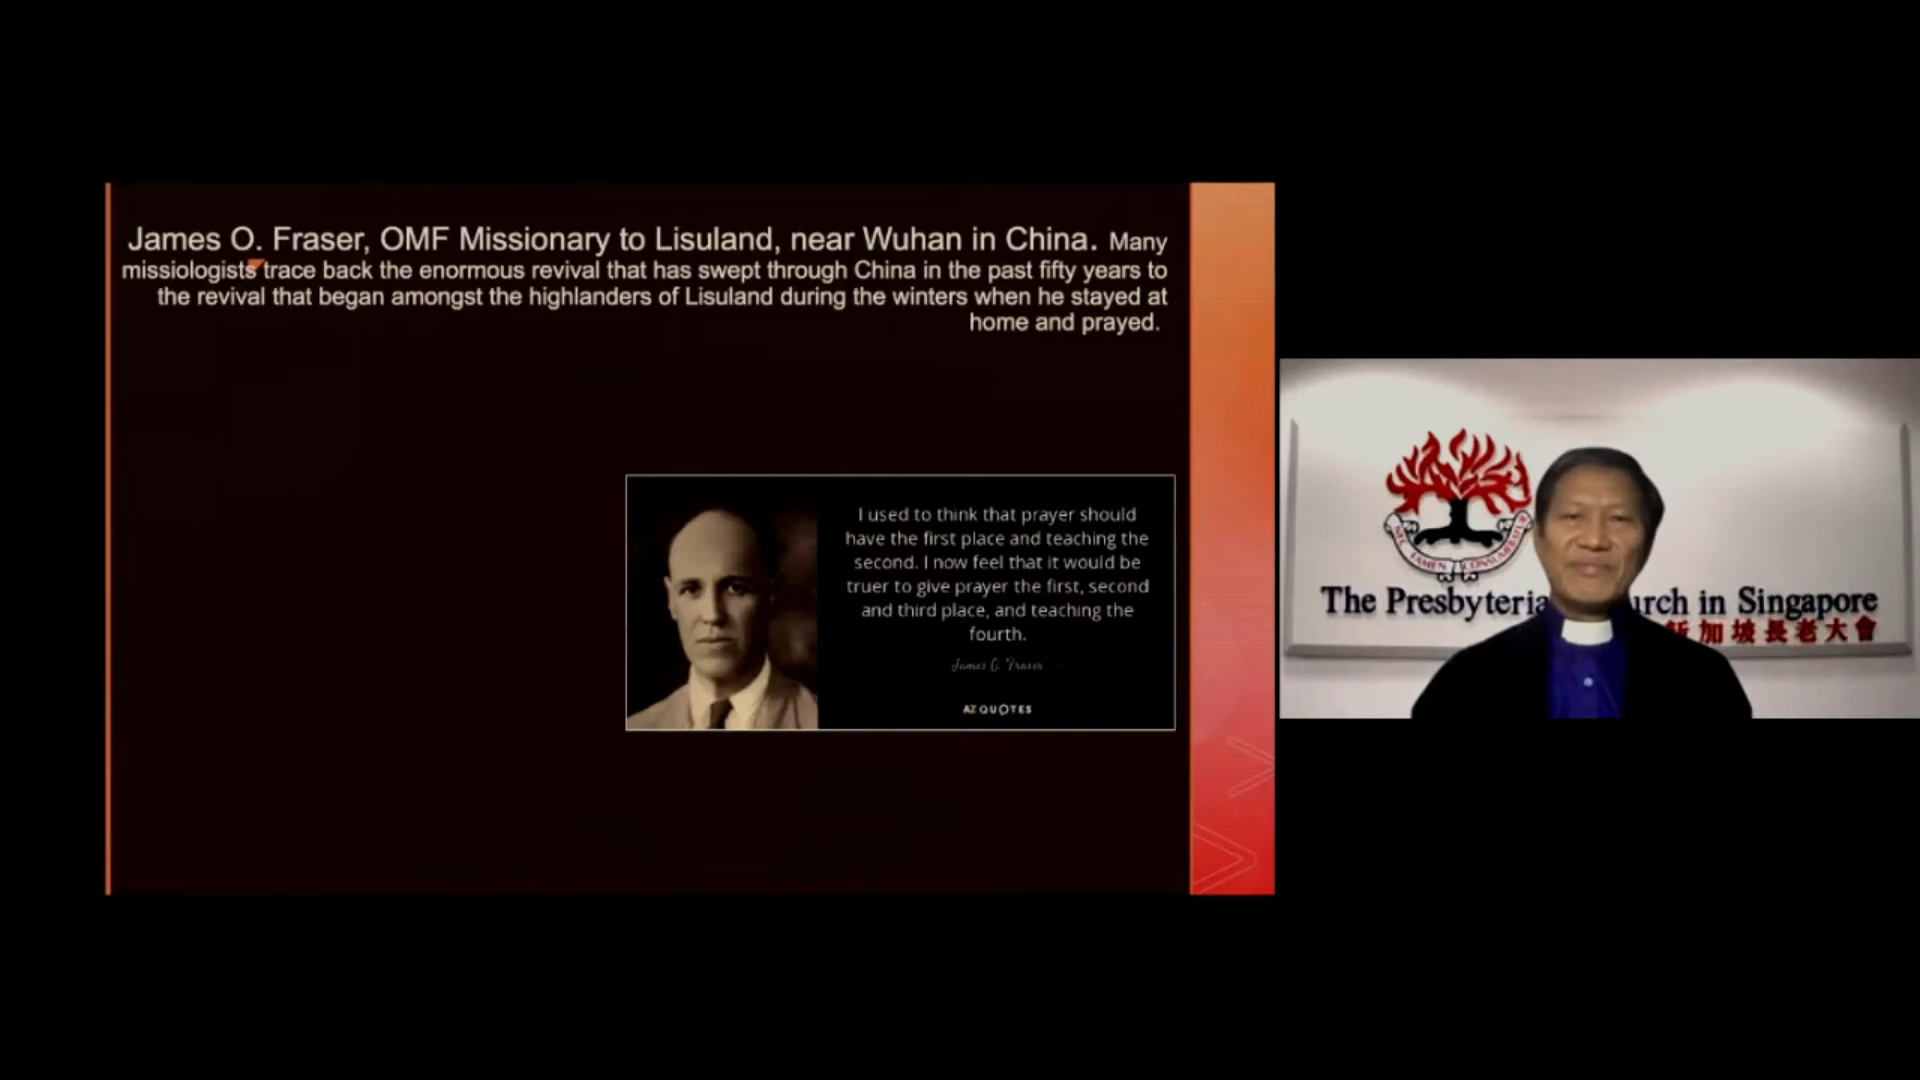 James O. Fraser, OMF Missionary to Lisuland, near Wuhan in China. Many
missiologists trace back the enormous revival that has swept through China in the past fifty years to
the revival that began amongst the highlanders of Lisuland during the winters when he stayed at
home and prayed.
I used to think that prayer should
have the first place and teaching the
second. I now feel that it would be
truer to give prayer the first, second
and third place, and teaching the
fourth.
James O. Fraser
AZ QUOTES
NEC TAMEN CONSUMEBATUR
The Presbyteria urch in Singapore
新加坡長老大會